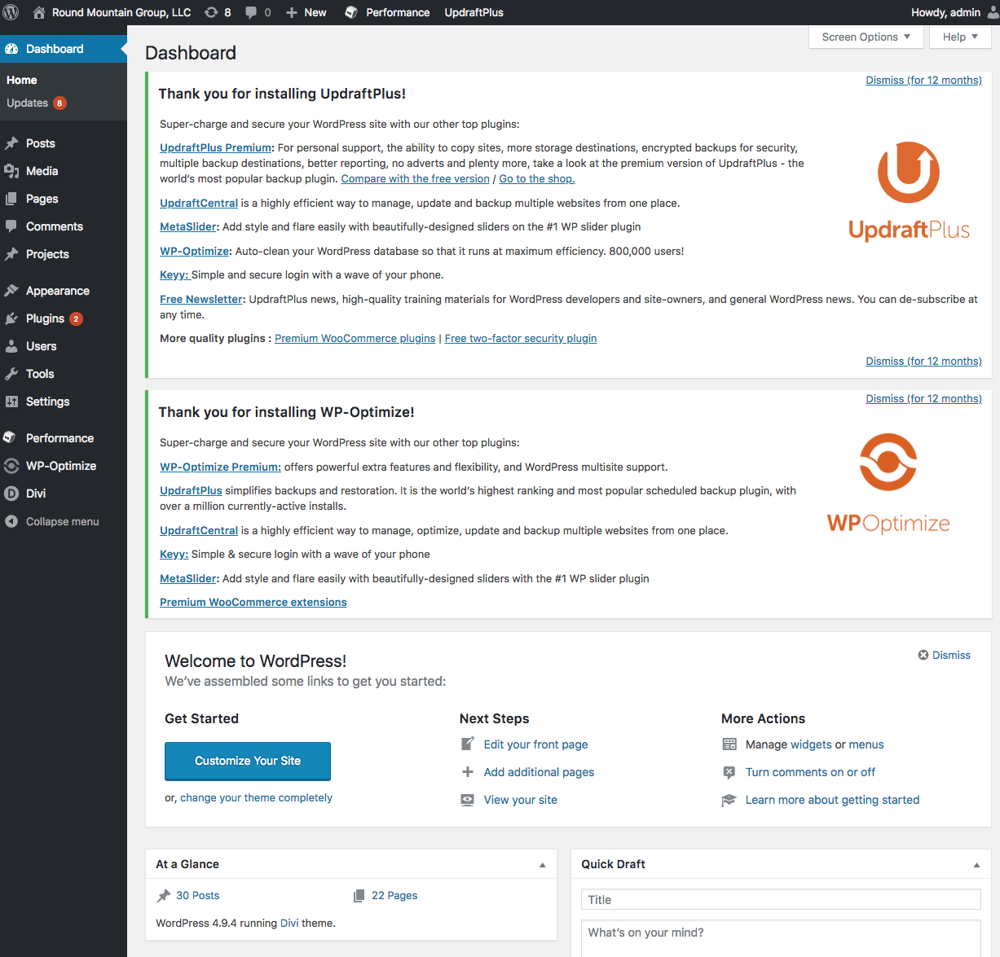 Round Mountain Group, LLC 8 0 New Performance UpdraftPlus Howdy, admin
Dashboard
Home
Updates 8
Posts
Media
Pages
Comments
Projects
Appearance
Plugins 2
Users
Tools
Settings
Performance
WP-Optimize
Divi
Collapse menu
Screen Options Help
Dashboard
Dismiss (for 12 months)
Thank you for installing UpdraftPlus!
Super-charge and secure your WordPress site with our other top plugins:
UpdraftPlus Premium: For personal support, the ability to copy sites, more storage destinations, encrypted backups for security,
multiple backup destinations, better reporting, no adverts and plenty more, take a look at the premium version of UpdraftPlus - the
world's most popular backup plugin. Compare with the free version / Go to the shop.
UpdraftCentral is a highly efficient way to manage, update and backup multiple websites from one place.
MetaSlider: Add style and flare easily with beautifully-designed sliders on the #1 WP slider plugin
UpdraftPlus
WP-Optimize: Auto-clean your WordPress database so that it runs at maximum efficiency. 800,000 users!
Keyy: Simple and secure login with a wave of your phone.
Free Newsletter: UpdraftPlus news, high-quality training materials for WordPress developers and site-owners, and general WordPress news. You can de-subscribe at
any time.
More quality plugins : Premium WooCommerce plugins | Free two-factor security plugin
Dismiss (for 12 months)
Dismiss (for 12 months)
Thank you for installing WP-Optimize!
Super-charge and secure your WordPress site with our other top plugins:
WP-Optimize Premium: offers powerful extra features and flexibility, and WordPress multisite support.
UpdraftPlus simplifies backups and restoration. It is the world's highest ranking and most popular scheduled backup plugin, with
over a million currently-active installs.
WPOptimize
UpdraftCentral is a highly efficient way to manage, optimize, update and backup multiple websites from one place.
Keyy: Simple & secure login with a wave of your phone
MetaSlider: Add style and flare easily with beautifully-designed sliders with the #1 WP slider plugin
Premium WooCommerce extensions
Welcome to WordPress!
Dismiss
We've assembled some links to get you started:
Get Started
Customize Your Site
or, change your theme completely
Next Steps
Edit your front page
Add additional pages
View your site
More Actions
Manage widgets or menus
Turn comments on or off
Learn more about getting started
At a Glance
30 Posts 22 Pages
WordPress 4.9.4 running Divi theme.
Quick Draft
Title
What's on your mind?